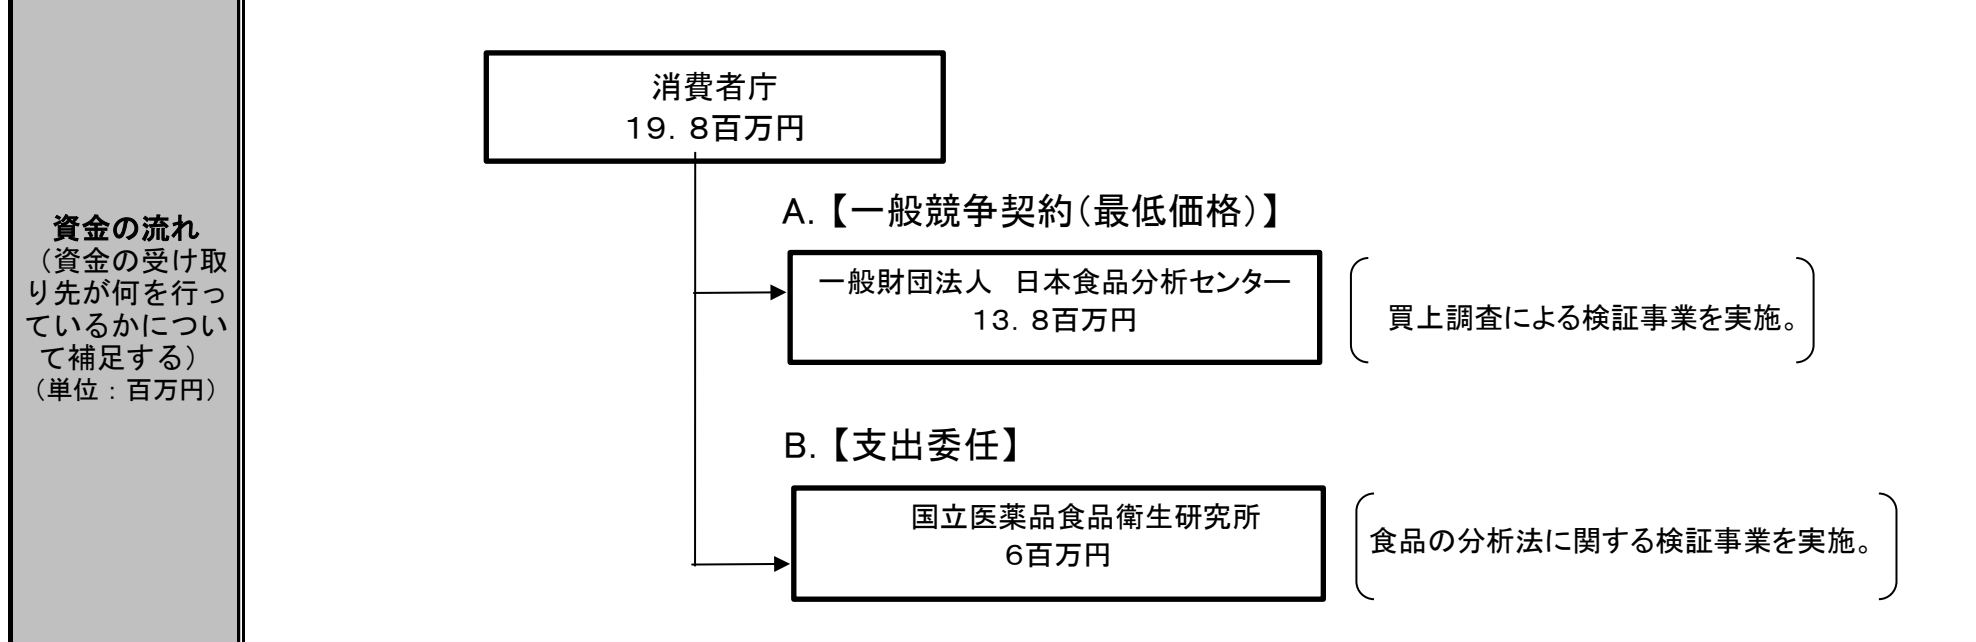 資金の流れ
（資金の受け取
り先が何を行っ
ているかについ
て補足する）
（単位：百万円）
消費者庁
１９．８百万円
A．【一般競争契約（最低価格）】
一般財団法人　日本食品分析センター
１３．８百万円
買上調査による検証事業を実施。
B．【支出委任】
国立医薬品食品衛生研究所
６百万円
食品の分析法に関する検証事業を実施。